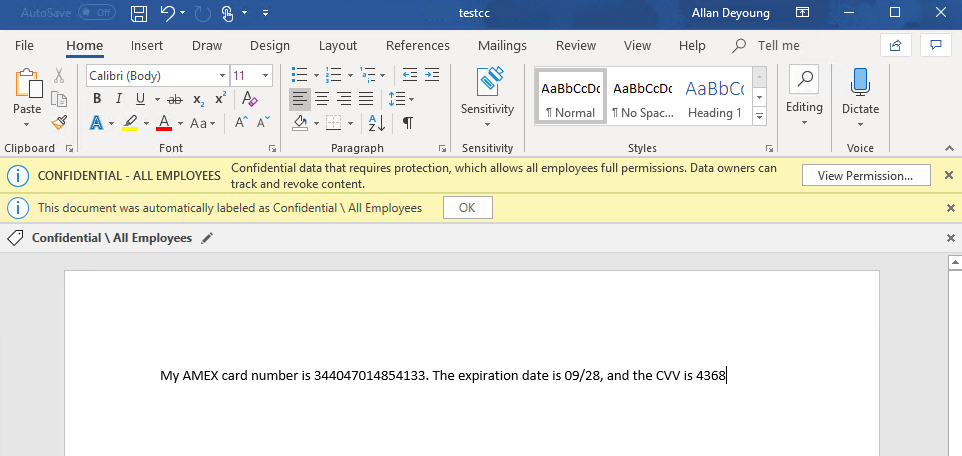 AutoSave Off testcc Allan Deyoung
File Home Insert Draw Design Layout References Mailings Review View Help Tell me
Paste
Calibri (Body) 11
B I U ab x₂ x² A
A A Aa A A
Sensitivity
AaBbCcDc AaBbCcDc AaBbC
¶ Normal ¶ No Spac... Heading 1
Editing
Dictate
Clipboard Font Paragraph Sensitivity Styles Voice
CONFIDENTIAL - ALL EMPLOYEES Confidential data that requires protection, which allows all employees full permissions. Data owners can
track and revoke content.
View Permission...
This document was automatically labeled as Confidential \ All Employees OK
Confidential \ All Employees
My AMEX card number is 344047014854133. The expiration date is 09/28, and the CVV is 4368